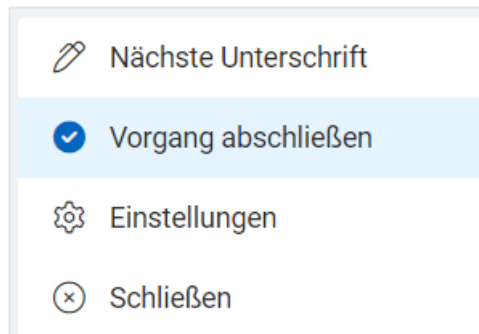 Nächste Unterschrift
Vorgang abschließen
Einstellungen
Schließen